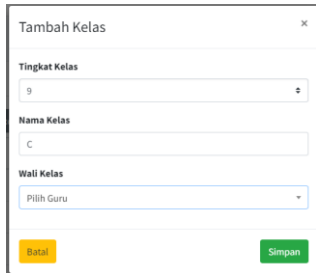 Tambah Kelas
×
Tingkat Kelas
9
Nama Kelas
C
Wali Kelas
Pilih Guru
Batal
Simpan